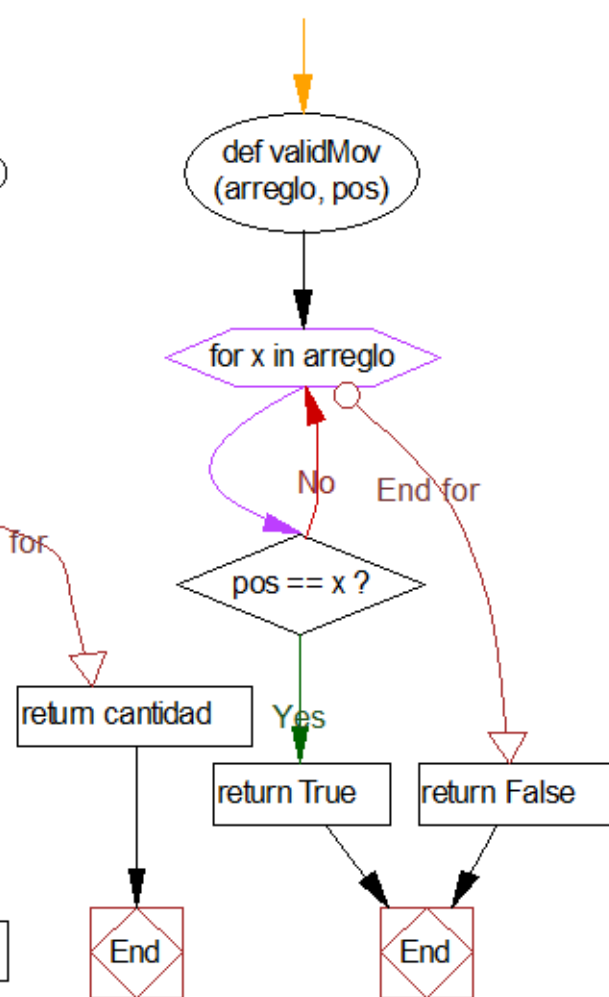 def validMov
(arreglo, pos)
for x in arreglo
No
End for
for
pos == x ?
return cantidad
Yes
return True
return False
End
End